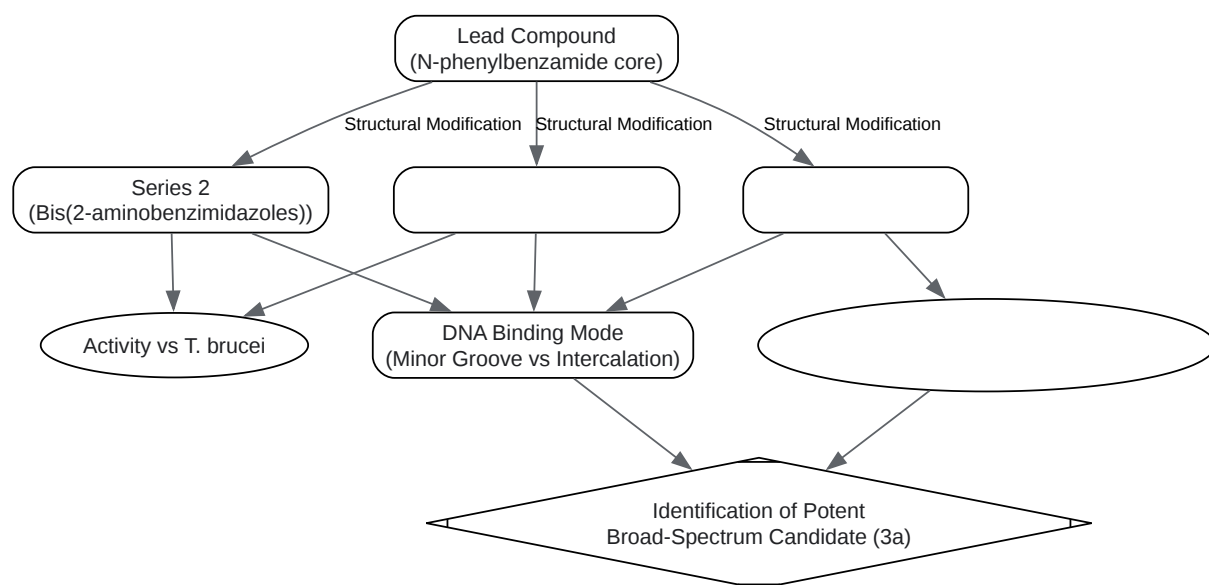 Lead Compound
(N-phenylbenzamide core)
Structural Modification
Structural Modification
Structural Modification
Series 2
(Bis(2-aminobenzimidazoles))
Activity vs T. brucei
DNA Binding Mode
(Minor Groove vs Intercalation)
Identification of Potent
Broad-Spectrum Candidate (3a)